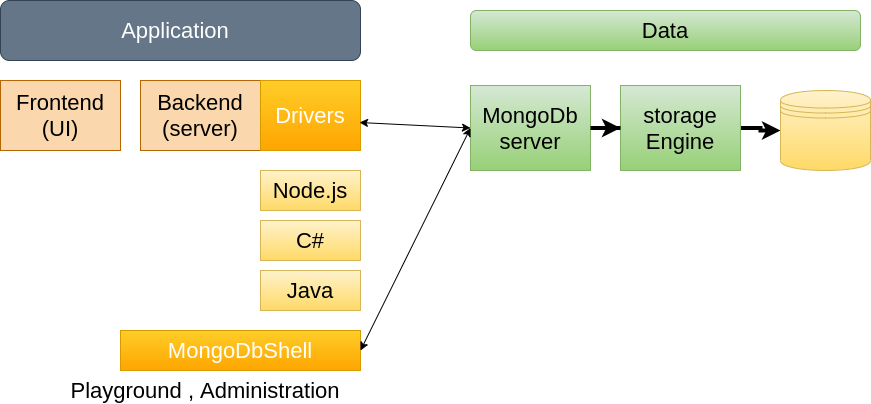 Application
Data
Frontend
(UI)
Backend
(server)
Drivers
MongoDb
server
storage
Engine
Node.js
C#
Java
MongoDbShell
Playground , Administration